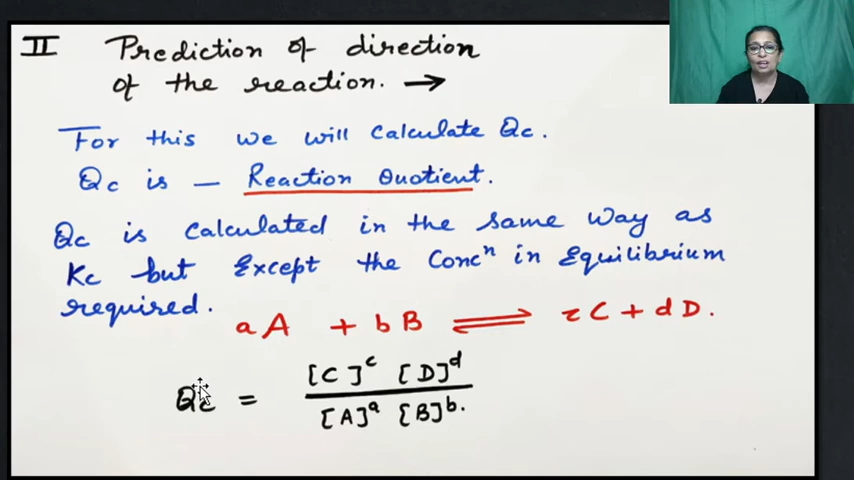 II Prediction of direction
of the reaction. →
For this we will calculate Qc.
Qc is — Reaction Quotient.
Qc is calculated in the same way as
Kc but Except the Concⁿ in Equilibrium
required.
aA + bB ⇌ cC + dD.
Qc = [C]ᶜ [D]ᵈ
[A]ᵃ [B]ᵇ.